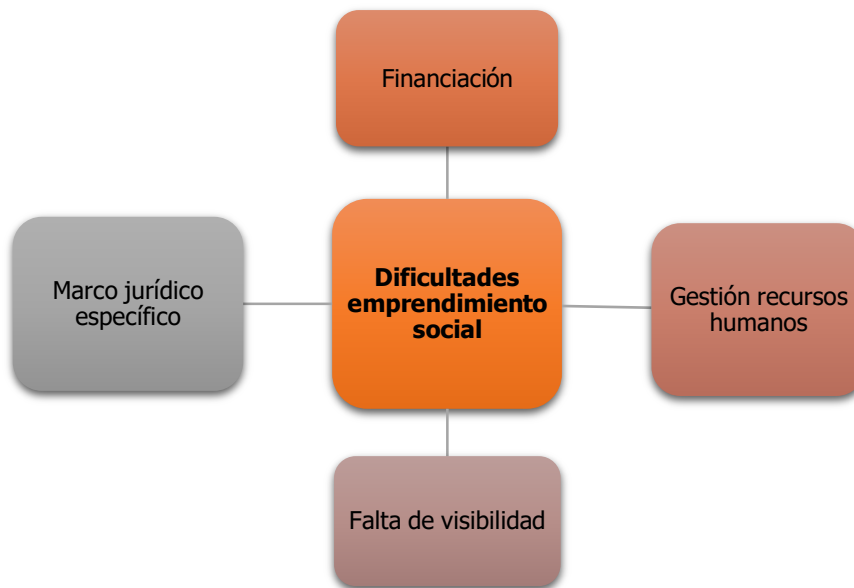 Financiación
Marco jurídico
específico
Dificultades
emprendimiento
social
Gestión recursos
humanos
Falta de visibilidad